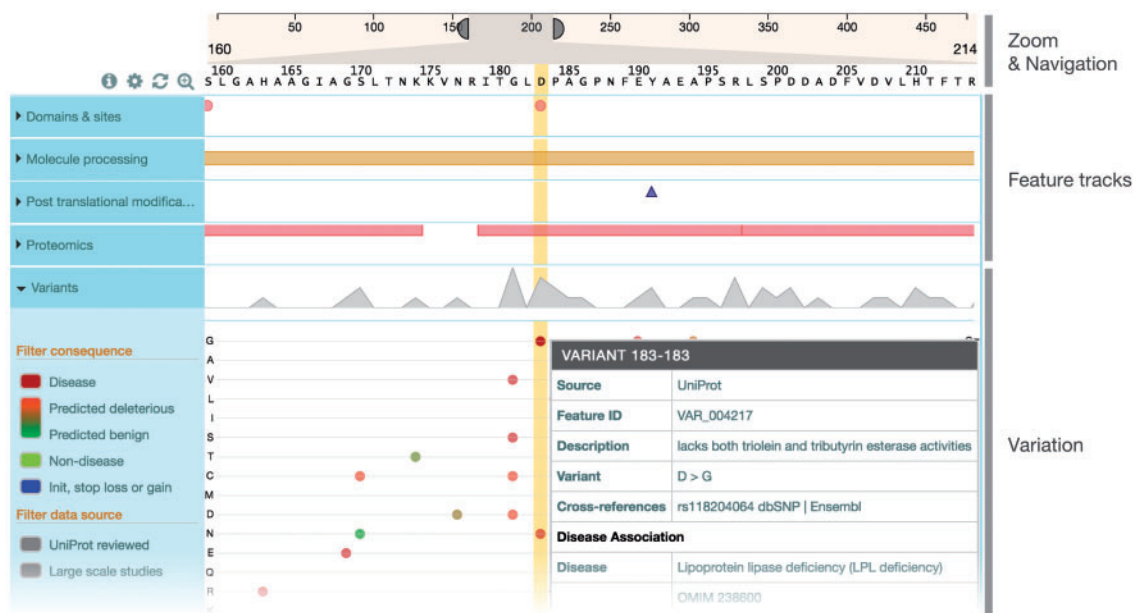 50 100 150 200 250 300 350 400 450
160 214
Zoom
& Navigation
160 165 170 175 180 185 190 195 200 205 210
S L G A H A A G I A G S L T N K K V N R I T G L D P A G P N F E Y A E A P S R L S P D D A D F V D V L H T F T R
Domains & sites
Molecule processing
Post translational modifica...
Feature tracks
Proteomics
Variants
G
A
V
L
I
S
T
C
M
D
N
E
Q
R
Filter consequence
Disease
Predicted deleterious
Predicted benign
Non-disease
Init, stop loss or gain
Filter data source
UniProt reviewed
Large scale studies
VARIANT 183-183
Source UniProt
Feature ID VAR_004217
Description lacks both triolein and tributyrin esterase activities
Variant D > G
Cross-references rs118204064 dbSNP | Ensembl
Disease Association
Disease Lipoprotein lipase deficiency (LPL deficiency)
OMIM 238600
Variation